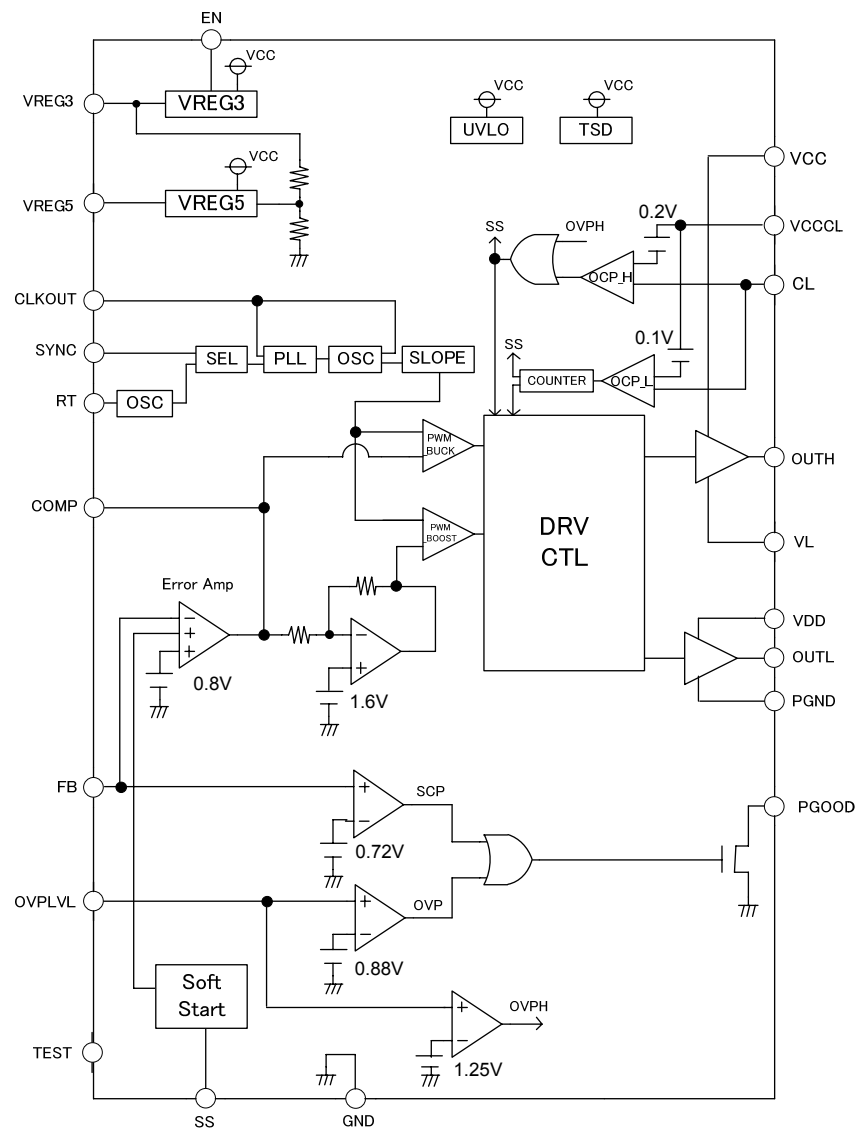 EN
VCC
VREG3
VREG3
VCC
UVLO
VCC
TSD
VCC
VREG5
VCC
VREG5
0.2V
VCCCL
SS
OVPH
OCP_H
CL
CLKOUT
SYNC
SEL
PLL
OSC
SLOPE
RT
OSC
0.1V
SS
COUNTER
OCP_L
PWM
_BUCK
OUTH
COMP
PWM
_BOOST
DRV
CTL
VL
Error Amp
VDD
−
+
+
0.8V
−
+
1.6V
OUTL
PGND
FB
+
−
SCP
0.72V
PGOOD
OVPLVL
+
−
OVP
0.88V
Soft
Start
+
−
OVPH
1.25V
TEST
SS
GND